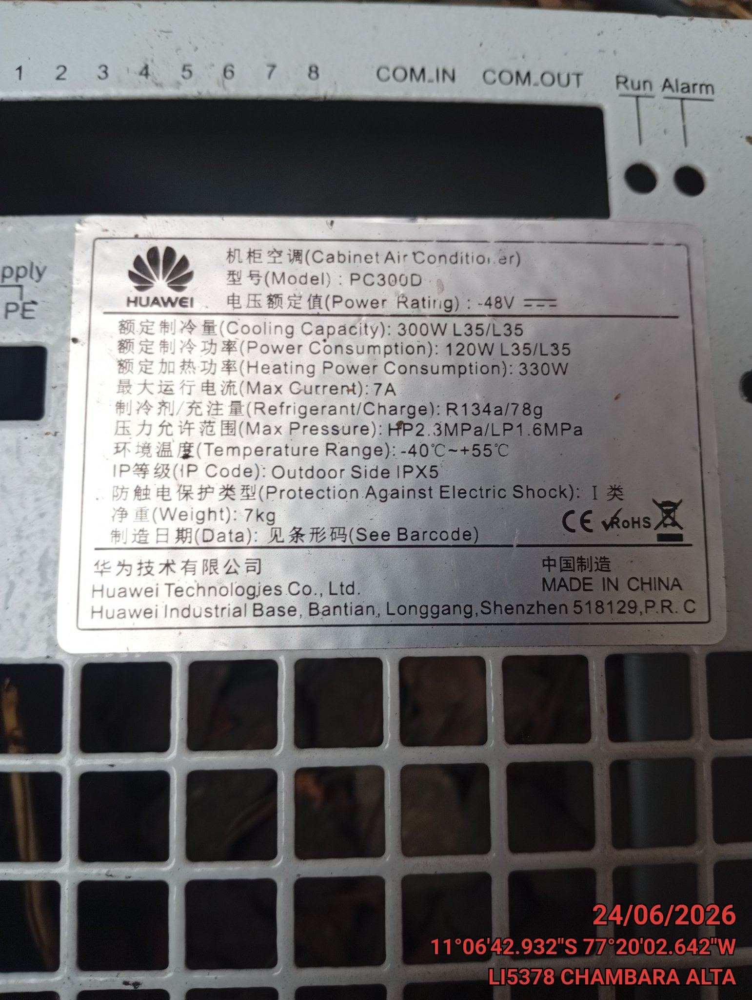 1 2 3 4 5 6 7 8 COM_IN COM_OUT Run Alarm
pply
PE
HUAWEI
机柜空调(Cabinet Air Conditioner)
型号(Model) : PC300D
电压额定值(Power Rating) : -48V
额定制冷量(Cooling Capacity): 300W L35/L35
额定制冷功率(Power Consumption): 120W L35/L35
额定加热功率(Heating Power Consumption): 330W
最大运行电流(Max Current): 7A
制冷剂/充注量(Refrigerant/Charge): R134a/78g
压力允许范围(Max Pressure): HP2.3MPa/LP1.6MPa
环境温度(Temperature Range): -40℃~+55℃
IP等级(IP Code): Outdoor Side IPX5
防触电保护类型(Protection Against Electric Shock): I 类
净重(Weight): 7kg
制造日期(Data): 见条形码(See Barcode)
CE RoHS
华为技术有限公司
Huawei Technologies Co., Ltd.
中国制造
MADE IN CHINA
Huawei Industrial Base, Bantian, Longgang,Shenzhen 518129,P.R. C
24/06/2026
11°06'42.932"S 77°20'02.642"W
LI5378 CHAMBARA ALTA